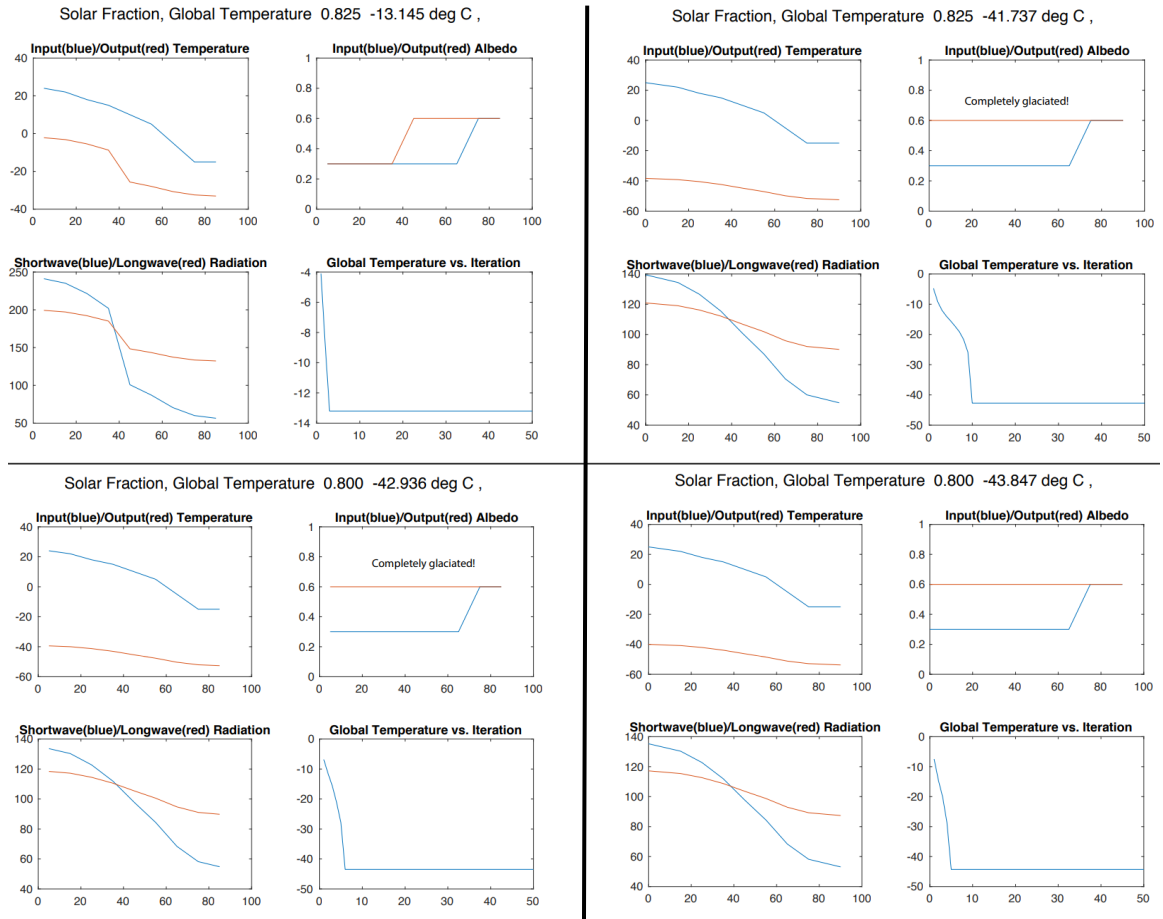 Solar Fraction, Global Temperature 0.825 -13.145 deg C ,
Input(blue)/Output(red) Temperature
40
20
0
-20
-40
0 20 40 60 80 100
Input(blue)/Output(red) Albedo
1
0.8
0.6
0.4
0.2
0
0 20 40 60 80 100
Shortwave(blue)/Longwave(red) Radiation
250
200
150
100
50
0 20 40 60 80 100
Global Temperature vs. Iteration
-4
-6
-8
-10
-12
-14
0 10 20 30 40 50
Solar Fraction, Global Temperature 0.825 -41.737 deg C ,
Input(blue)/Output(red) Temperature
40
20
0
-20
-40
-60
0 20 40 60 80 100
Input(blue)/Output(red) Albedo
1
Completely glaciated!
0.8
0.6
0.4
0.2
0
0 20 40 60 80 100
Shortwave(blue)/Longwave(red) Radiation
140
120
100
80
60
40
0 20 40 60 80 100
Global Temperature vs. Iteration
0
-10
-20
-30
-40
-50
0 10 20 30 40 50
Solar Fraction, Global Temperature 0.800 -42.936 deg C ,
Input(blue)/Output(red) Temperature
40
20
0
-20
-40
-60
0 20 40 60 80 100
Input(blue)/Output(red) Albedo
1
0.8
Completely glaciated!
0.6
0.4
0.2
0
0 20 40 60 80 100
Shortwave(blue)/Longwave(red) Radiation
140
120
100
80
60
40
0 20 40 60 80 100
Global Temperature vs. Iteration
0
-10
-20
-30
-40
-50
0 10 20 30 40 50
Solar Fraction, Global Temperature 0.800 -43.847 deg C ,
Input(blue)/Output(red) Temperature
40
20
0
-20
-40
-60
0 20 40 60 80 100
Input(blue)/Output(red) Albedo
1
0.8
0.6
0.4
0.2
0
0 20 40 60 80 100
Shortwave(blue)/Longwave(red) Radiation
140
120
100
80
60
40
0 20 40 60 80 100
Global Temperature vs. Iteration
0
-10
-20
-30
-40
-50
0 10 20 30 40 50